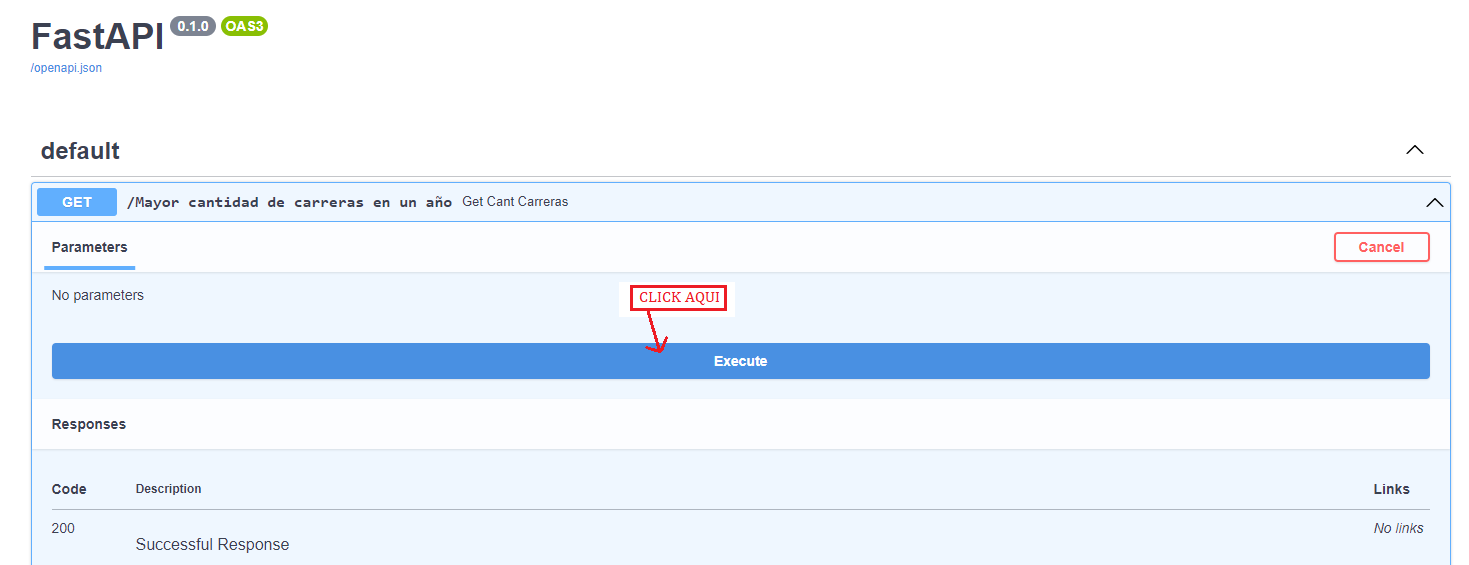 FastAPI 0.1.0 OAS3
/openapi.json
default
GET /Mayor cantidad de carreras en un año Get Cant Carreras
Parameters
Cancel
No parameters
CLICK AQUI
Execute
Responses
Code Description Links
200 No links
Successful Response